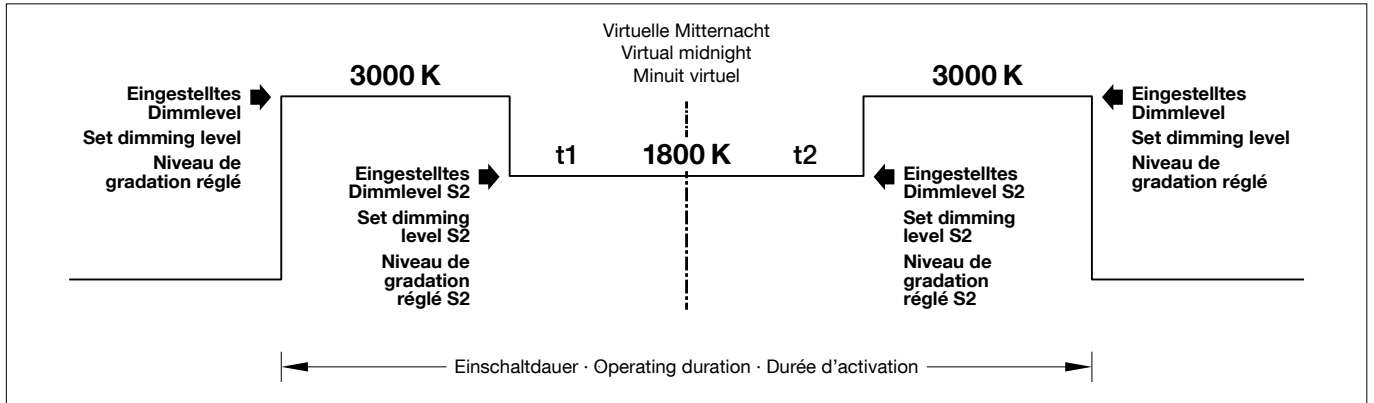 Virtuelle Mitternacht
Virtual midnight
Minuit virtuel
3000 K
3000 K
Eingestelltes
Dimmlevel
Set dimming level
Niveau de
gradation réglé
Eingestelltes
Dimmlevel
Set dimming level
Niveau de
gradation réglé
t1
1800 K
t2
Eingestelltes
Dimmlevel S2
Set dimming
level S2
Niveau de
gradation
réglé S2
Eingestelltes
Dimmlevel S2
Set dimming
level S2
Niveau de
gradation
réglé S2
Einschaltdauer · Operating duration · Durée d’activation